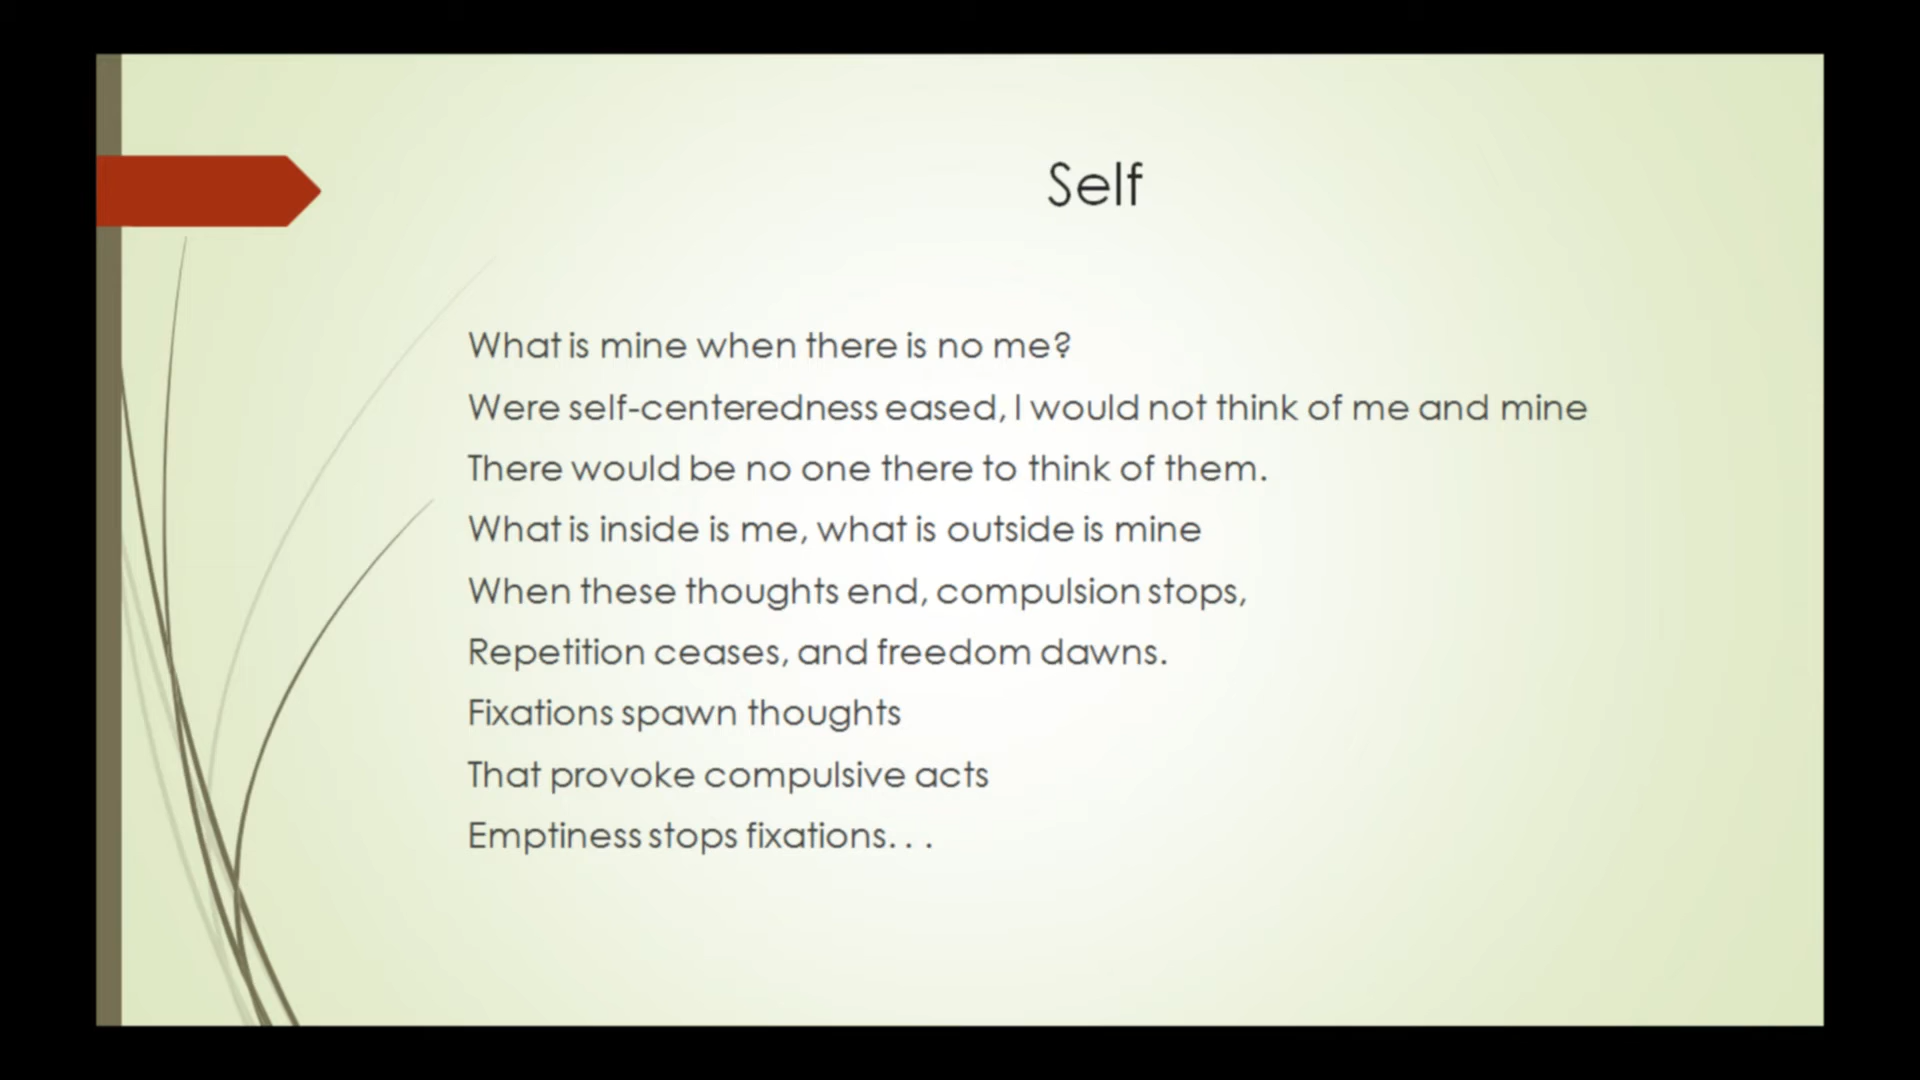 Self
What is mine when there is no me?
Were self-centeredness eased, I would not think of me and mine
There would be no one there to think of them.
What is inside is me, what is outside is mine
When these thoughts end, compulsion stops,
Repetition ceases, and freedom dawns.
Fixations spawn thoughts
That provoke compulsive acts
Emptiness stops fixations. . .